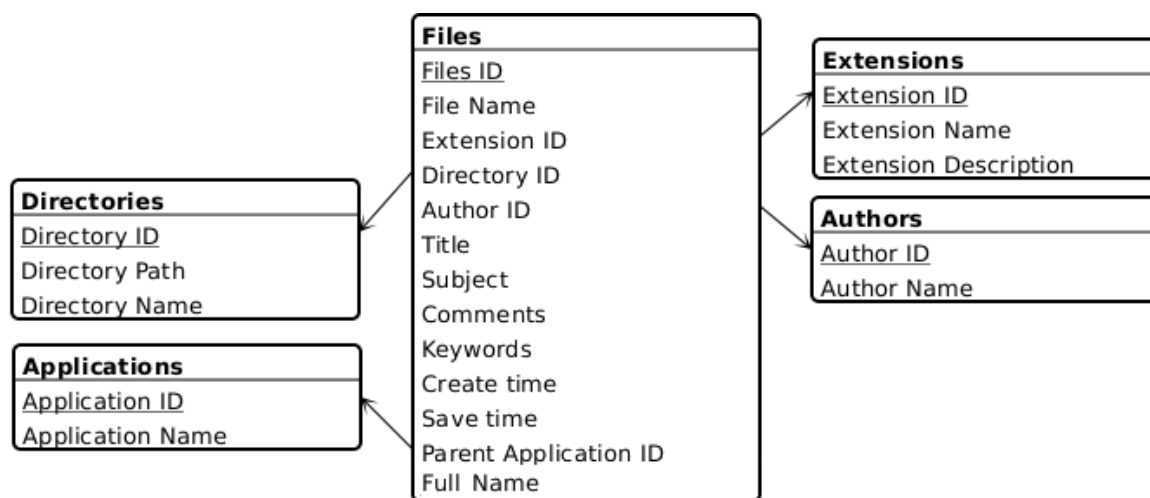 Files
Files ID
File Name
Extension ID
Directory ID
Author ID
Title
Subject
Comments
Keywords
Create time
Save time
Parent Application ID
Full Name
Directories
Directory ID
Directory Path
Directory Name
Applications
Application ID
Application Name
Extensions
Extension ID
Extension Name
Extension Description
Authors
Author ID
Author Name